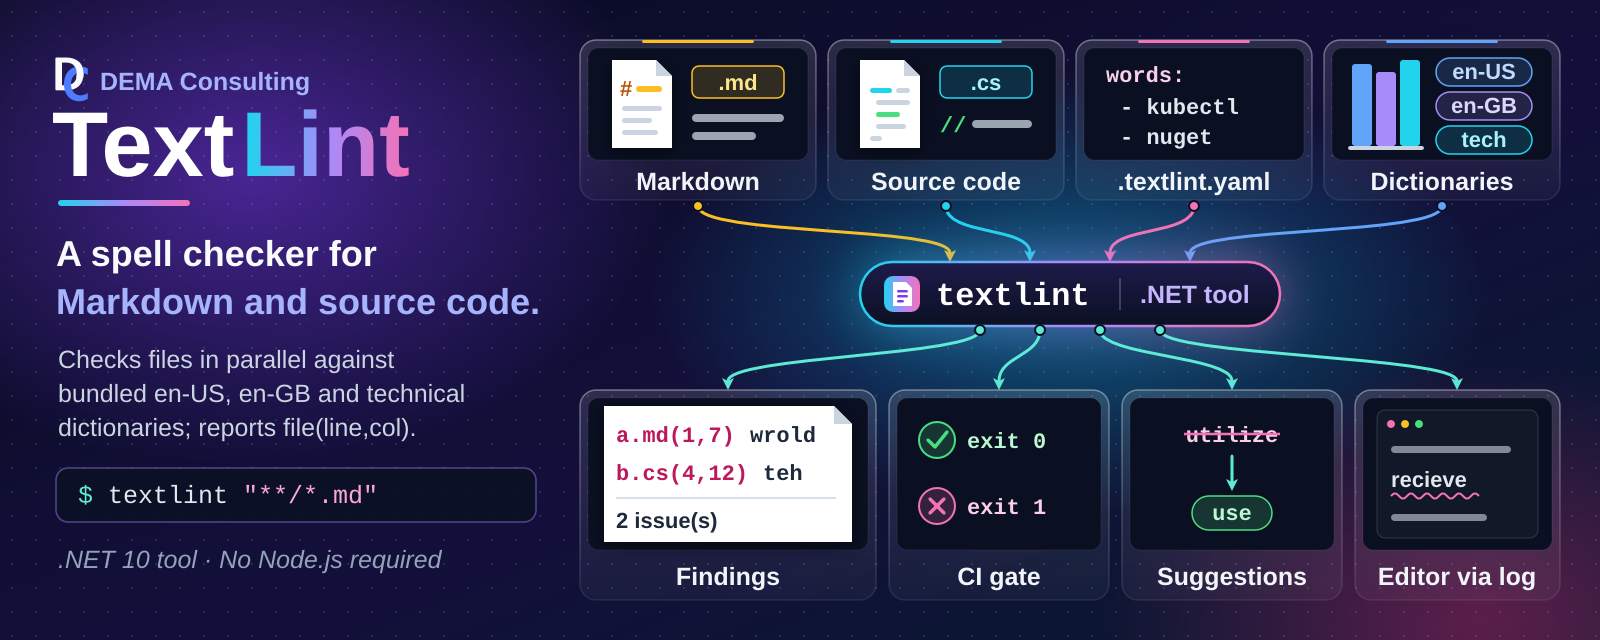 DC DEMA Consulting
TextLint
A spell checker for
Markdown and source code.
Checks files in parallel against
bundled en-US, en-GB and technical
dictionaries; reports file(line,col).
$ textlint "**/*.md"
.NET 10 tool · No Node.js required
#
.md
Markdown
.cs
//
Source code
words:
- kubectl
- nuget
.textlint.yaml
en-US
en-GB
tech
Dictionaries
textlint
.NET tool
a.md(1,7) wrold
b.cs(4,12) teh
2 issue(s)
Findings
exit 0
exit 1
CI gate
utilize
use
Suggestions
recieve
Editor via log